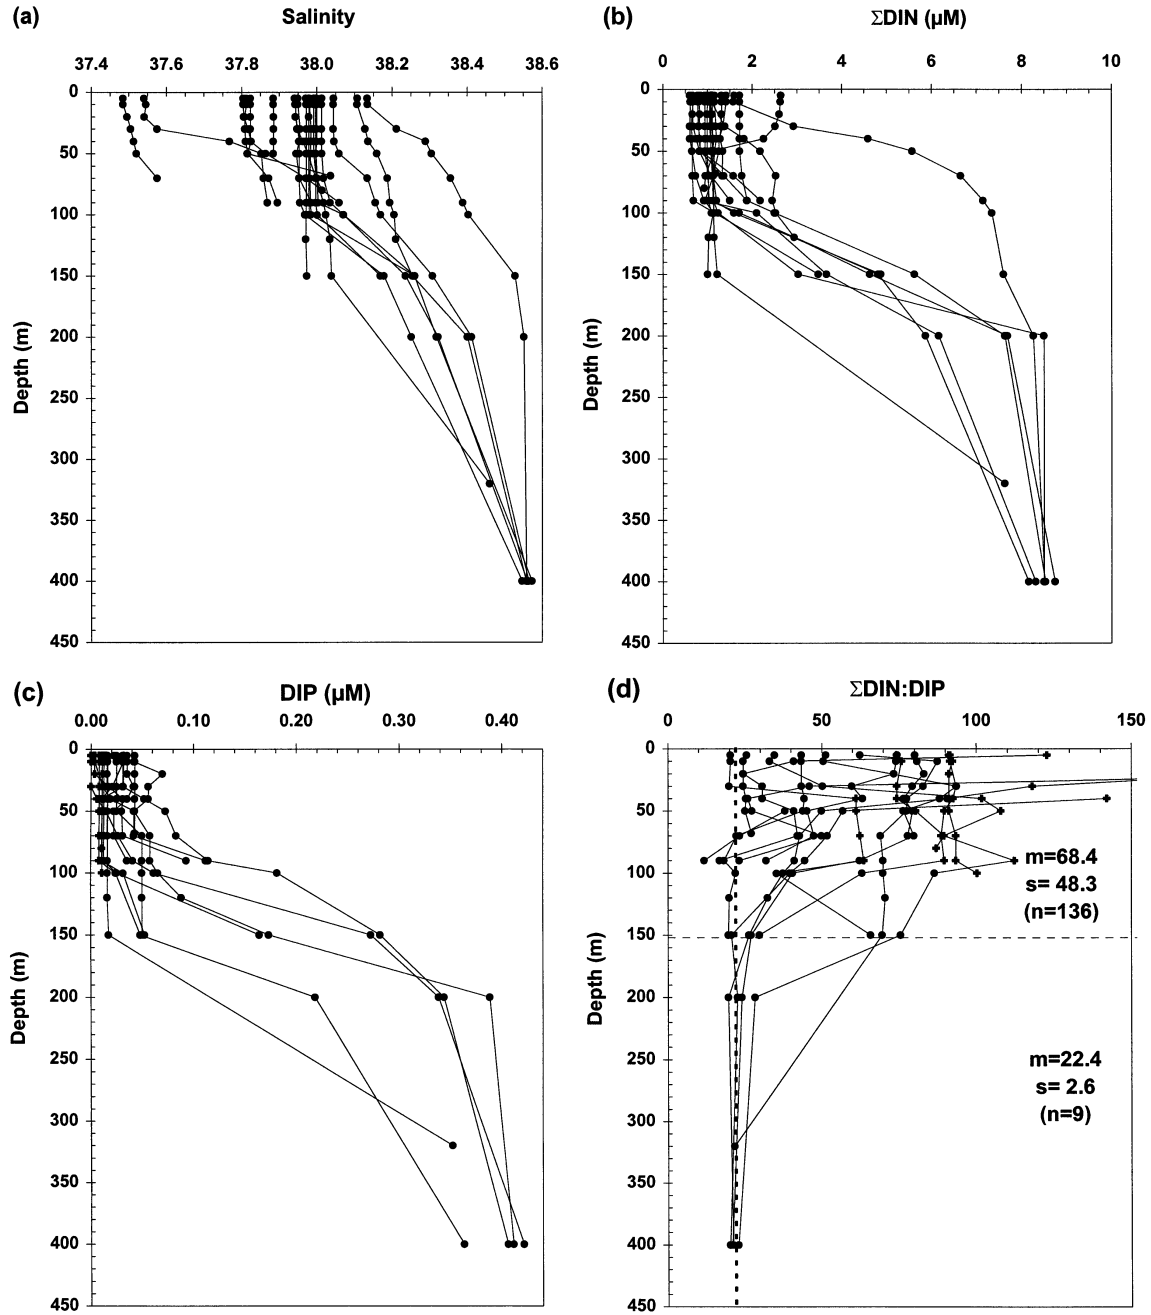 (a)
Salinity
37.4 37.6 37.8 38.0 38.2 38.4 38.6
0
50
100
150
200
250
300
350
400
450
Depth (m)
(b)
ΣDIN (µM)
0 2 4 6 8 10
0
50
100
150
200
250
300
350
400
450
Depth (m)
(c)
DIP (µM)
0.00 0.10 0.20 0.30 0.40
0
50
100
150
200
250
300
350
400
450
Depth (m)
(d)
ΣDIN:DIP
0 50 100 150
0
50
100
150
200
250
300
350
400
450
Depth (m)
m=68.4
s= 48.3
(n=136)
m=22.4
s= 2.6
(n=9)